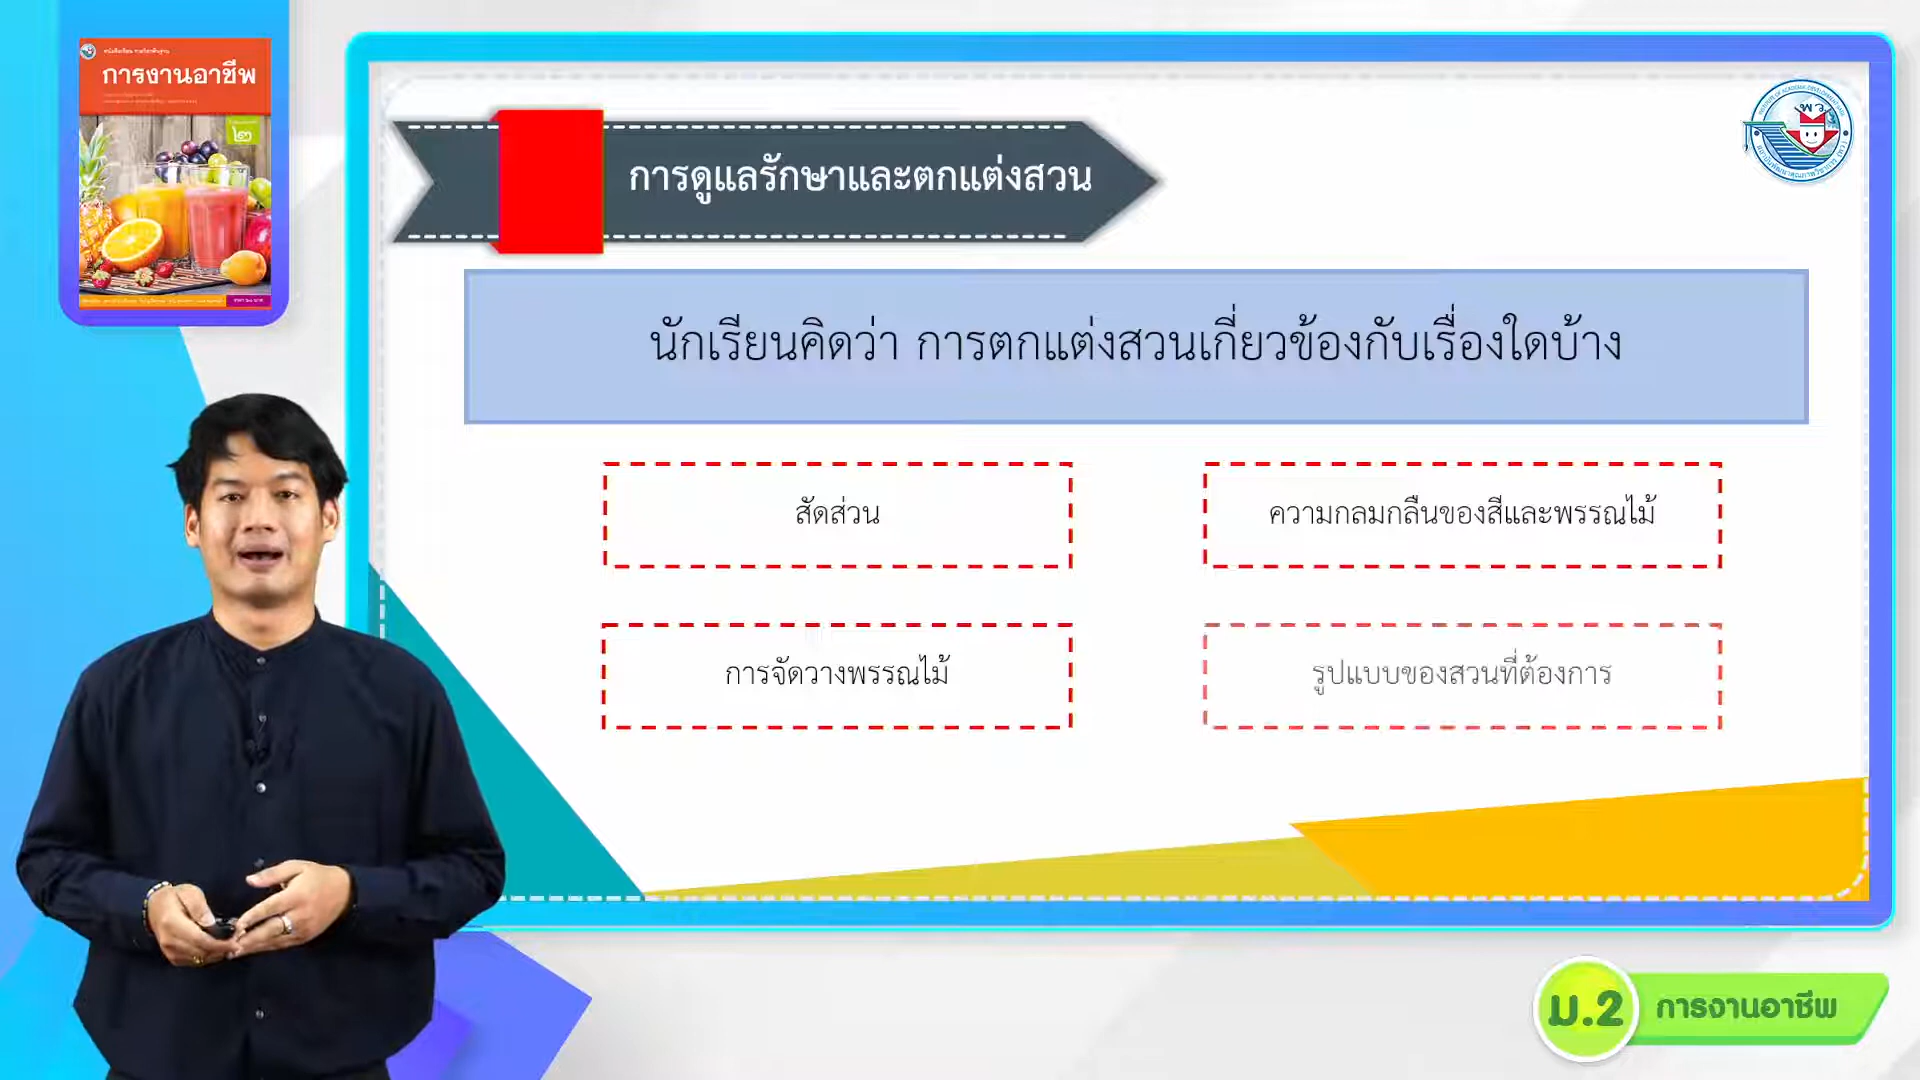 การงานอาชีพ
๒
การดูแลรักษาและตกแต่งสวน
พว
นักเรียนคิดว่า การตกแต่งสวนเกี่ยวข้องกับเรื่องใดบ้าง
สัดส่วน
ความกลมกลืนของสีและพรรณไม้
การจัดวางพรรณไม้
รูปแบบของสวนที่ต้องการ
ม.2 การงานอาชีพ